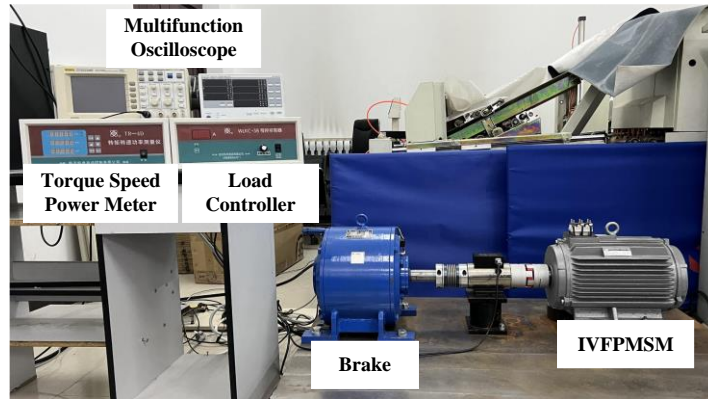 Multifunction
Oscilloscope
Torque Speed
Power Meter
Load
Controller
Brake
IVFPMSM